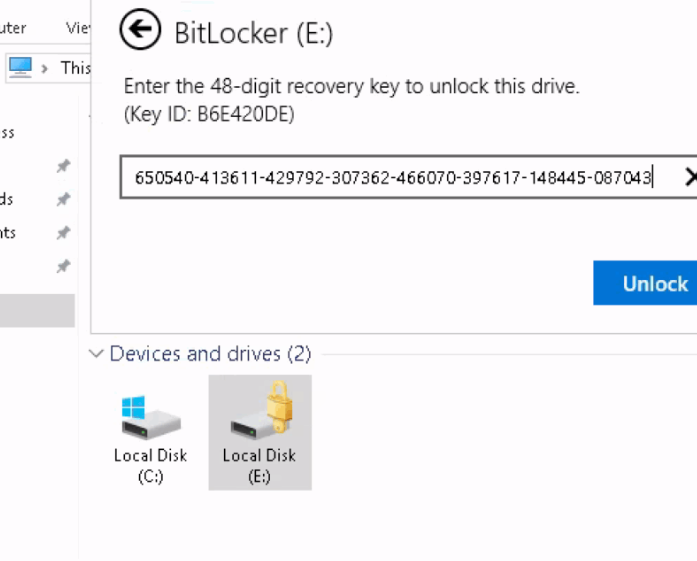 uter Vie
BitLocker (E:)
This
Enter the 48-digit recovery key to unlock this drive.
(Key ID: B6E420DE)
ss
650540-413611-429792-307362-466070-397617-148445-087043
ds
nts
Unlock
Devices and drives (2)
Local Disk
(C:)
Local Disk
(E:)